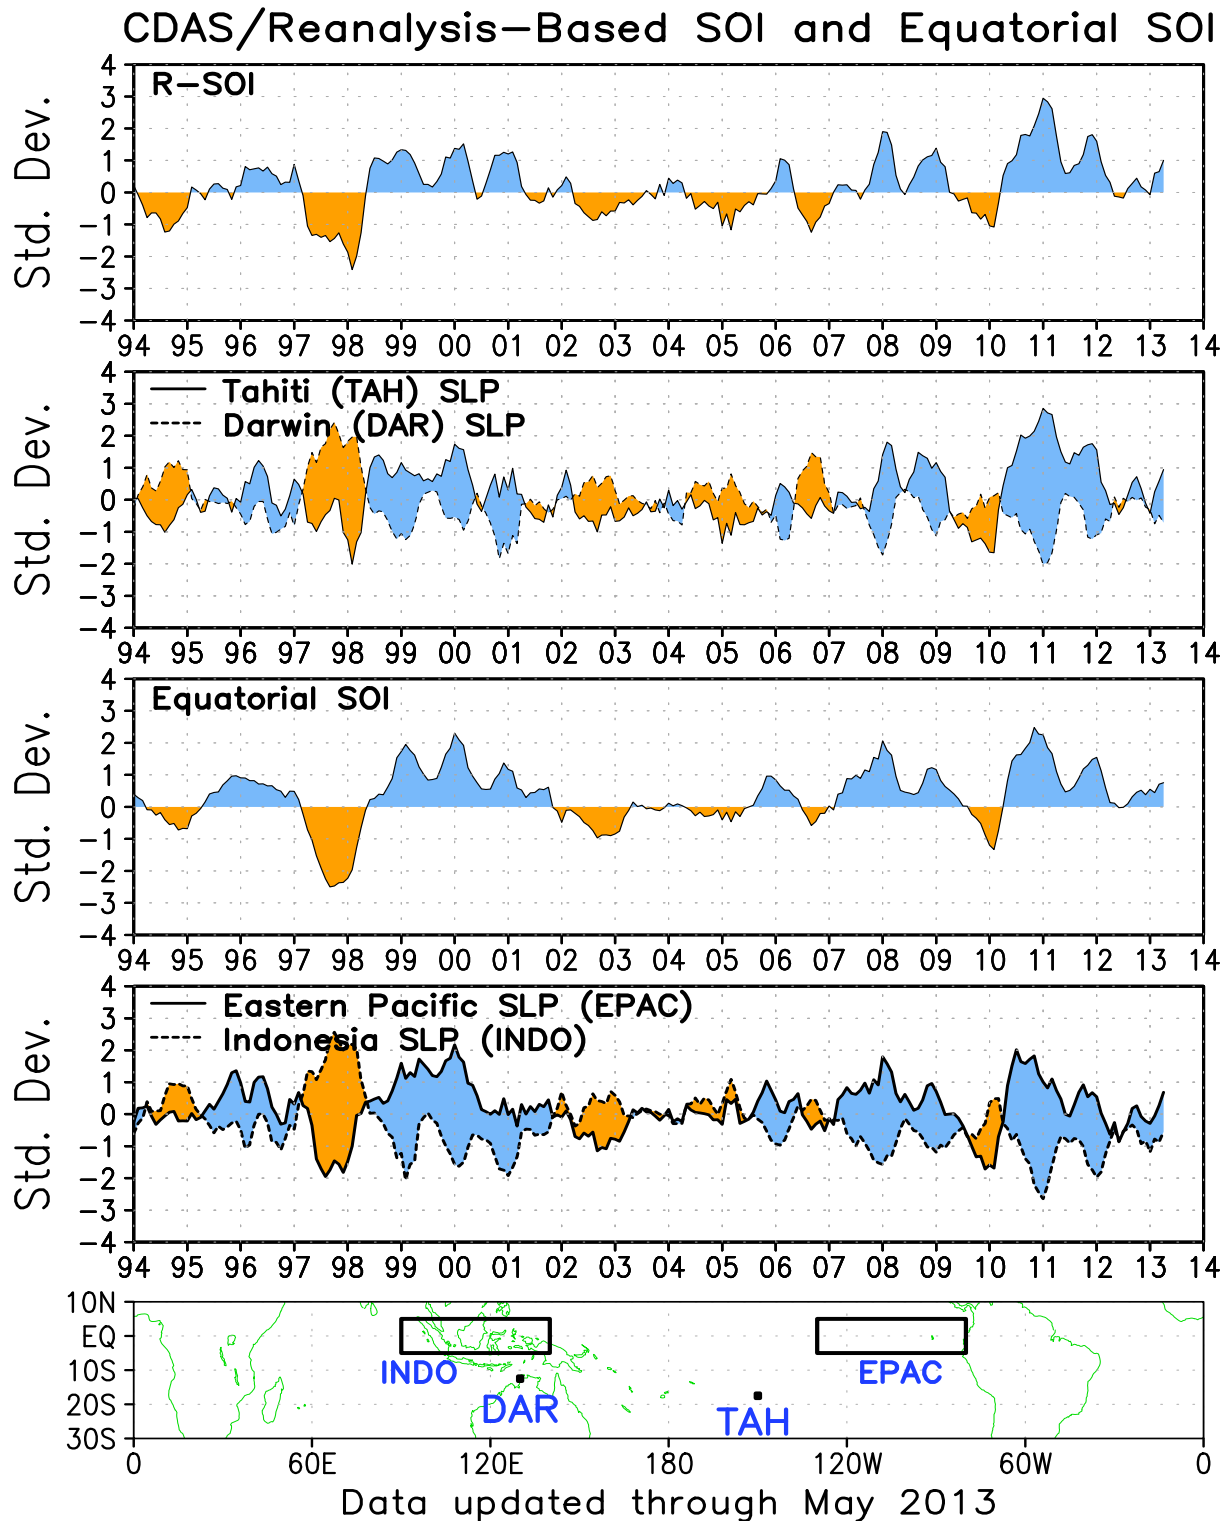 CDAS/Reanalysis-Based SOI and Equatorial SOI
R-SOI
Std. Dev.
4
3
2
1
0
-1
-2
-3
-4
94 95 96 97 98 99 00 01 02 03 04 05 06 07 08 09 10 11 12 13 14
Tahiti (TAH) SLP
Darwin (DAR) SLP
Std. Dev.
4
3
2
1
0
-1
-2
-3
-4
94 95 96 97 98 99 00 01 02 03 04 05 06 07 08 09 10 11 12 13 14
Equatorial SOI
Std. Dev.
4
3
2
1
0
-1
-2
-3
-4
94 95 96 97 98 99 00 01 02 03 04 05 06 07 08 09 10 11 12 13 14
Eastern Pacific SLP (EPAC)
Indonesia SLP (INDO)
Std. Dev.
4
3
2
1
0
-1
-2
-3
-4
94 95 96 97 98 99 00 01 02 03 04 05 06 07 08 09 10 11 12 13 14
10N
EQ
10S
20S
30S
INDO
EPAC
DAR
TAH
0 60E 120E 180 120W 60W 0
Data updated through May 2013